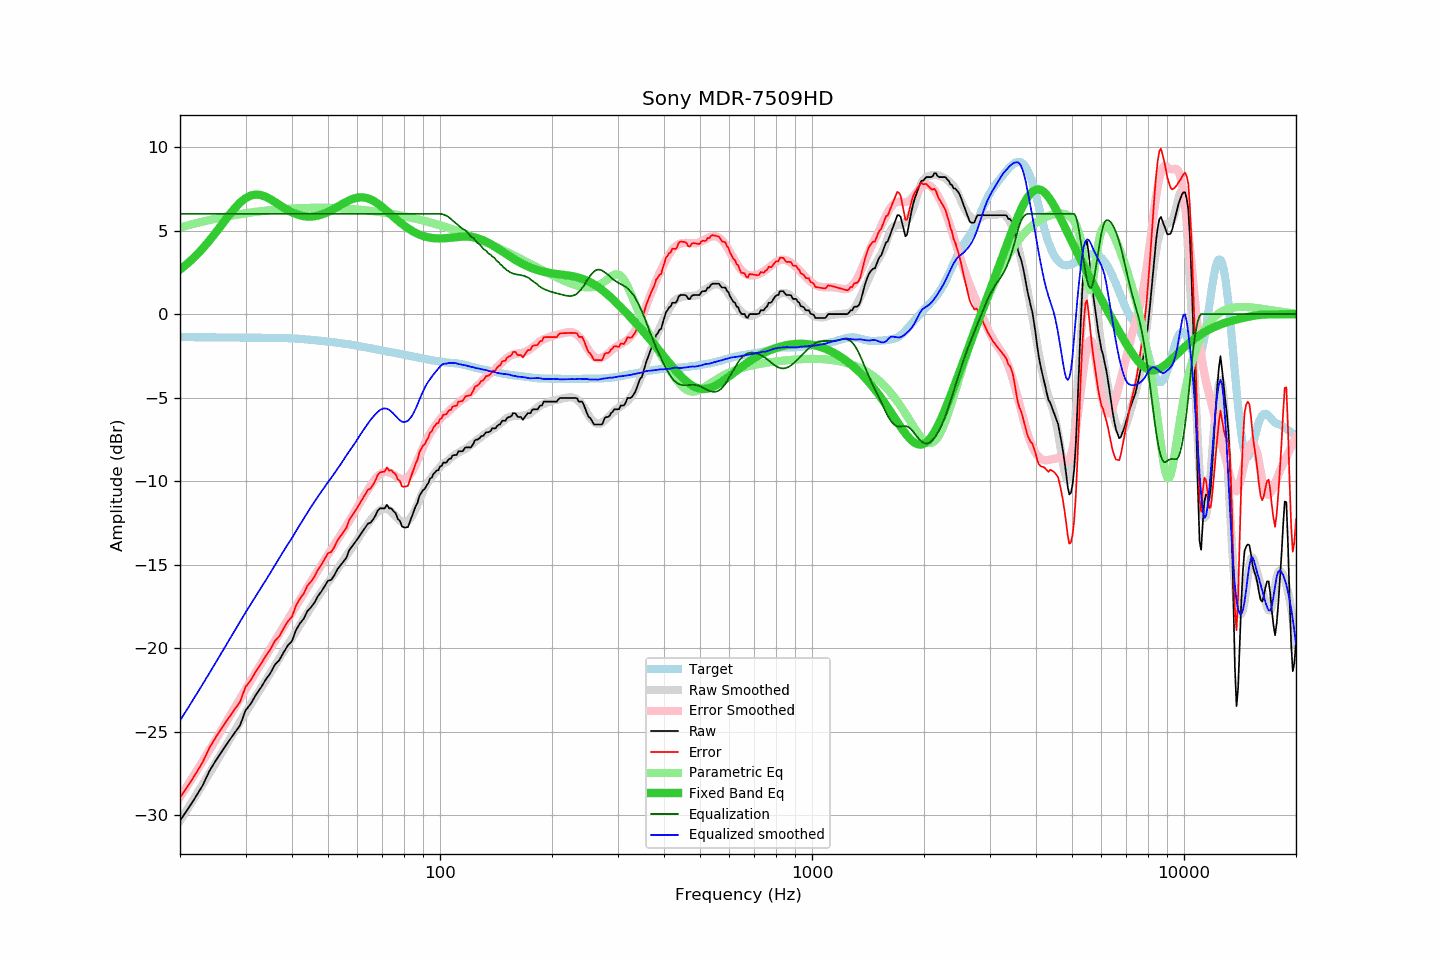 Sony MDR-7509HD
10
5
0
−5
−10
−15
−20
−25
−30
Amplitude (dBr)
Target
Raw Smoothed
Error Smoothed
Raw
Error
Parametric Eq
Fixed Band Eq
Equalization
Equalized smoothed
100
1000
10000
Frequency (Hz)